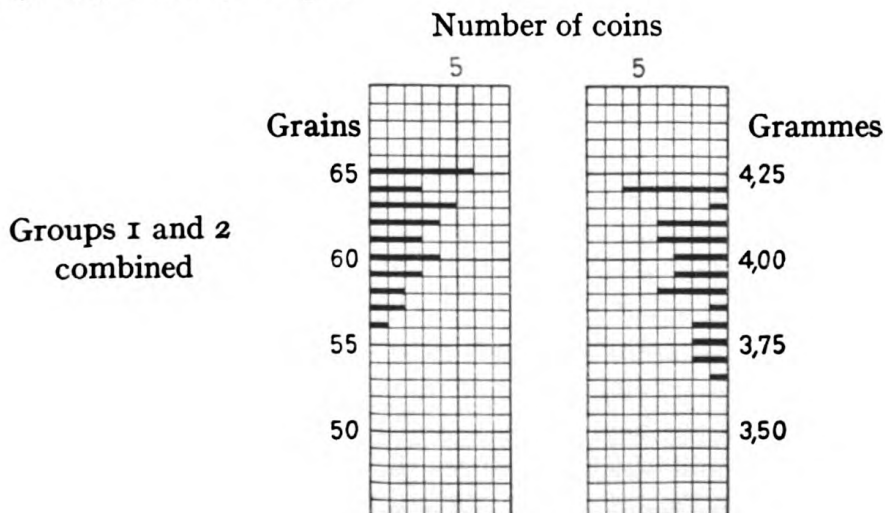 Number of coins
5 5
Grains Grammes
65 4,25
Groups 1 and 2
combined
60 4,00
55 3,75
50 3,50